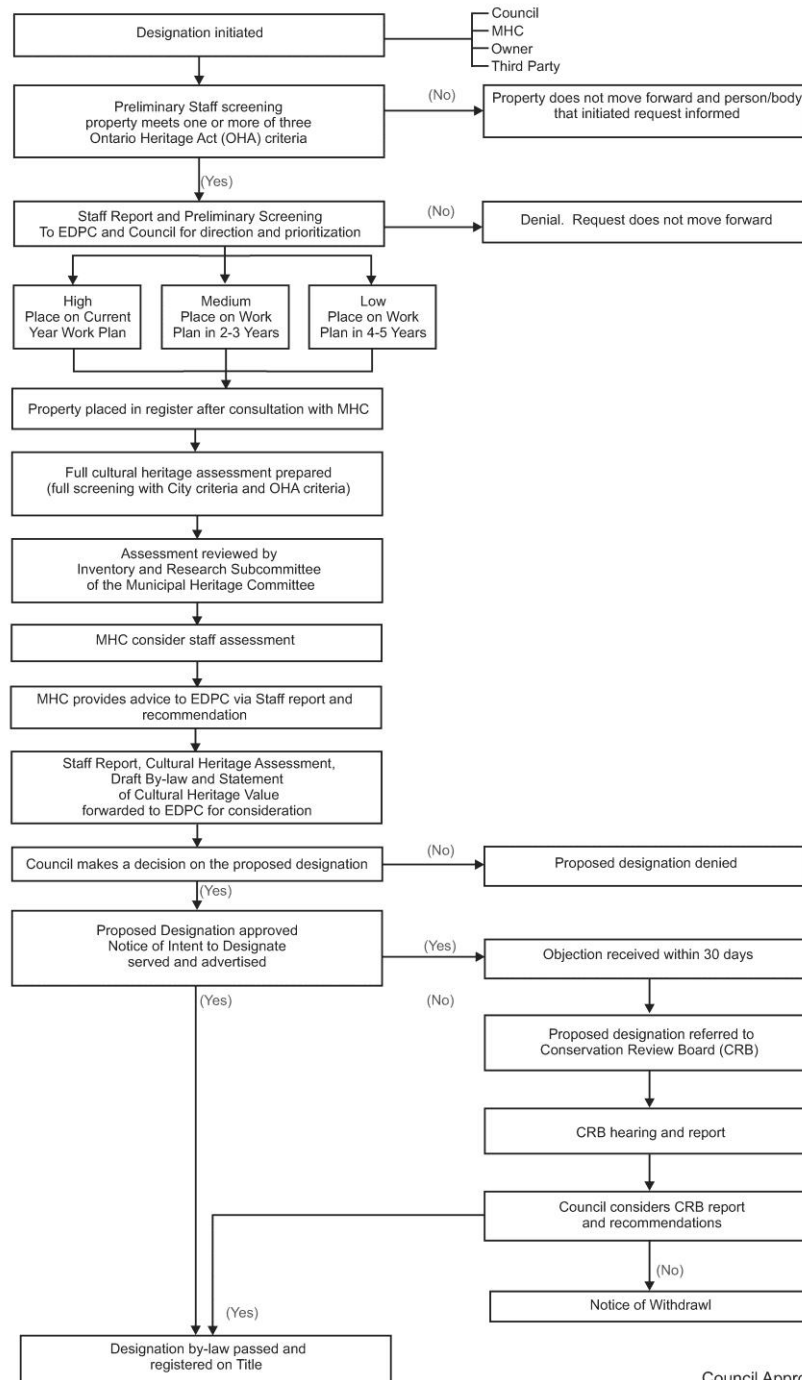 Designation initiated
Council
MHC
Owner
Third Party
Preliminary Staff screening
property meets one or more of three
Ontario Heritage Act (OHA) criteria
(No)
Property does not move forward and person/body
that initiated request informed
(Yes)
Staff Report and Preliminary Screening
To EDPC and Council for direction and prioritization
(No)
Denial. Request does not move forward
High
Place on Current
Year Work Plan
Medium
Place on Work
Plan in 2-3 Years
Low
Place on Work
Plan in 4-5 Years
Property placed in register after consultation with MHC
Full cultural heritage assessment prepared
(full screening with City criteria and OHA criteria)
Assessment reviewed by
Inventory and Research Subcommittee
of the Municipal Heritage Committee
MHC consider staff assessment
MHC provides advice to EDPC via Staff report and
recommendation
Staff Report, Cultural Heritage Assessment,
Draft By-law and Statement
of Cultural Heritage Value
forwarded to EDPC for consideration
Council makes a decision on the proposed designation
(No)
Proposed designation denied
(Yes)
Proposed Designation approved
Notice of Intent to Designate
served and advertised
(Yes)
Objection received within 30 days
(Yes)
(No)
Proposed designation referred to
Conservation Review Board (CRB)
CRB hearing and report
Council considers CRB report
and recommendations
(No)
Notice of Withdrawl
(Yes)
Designation by-law passed and
registered on Title
Council